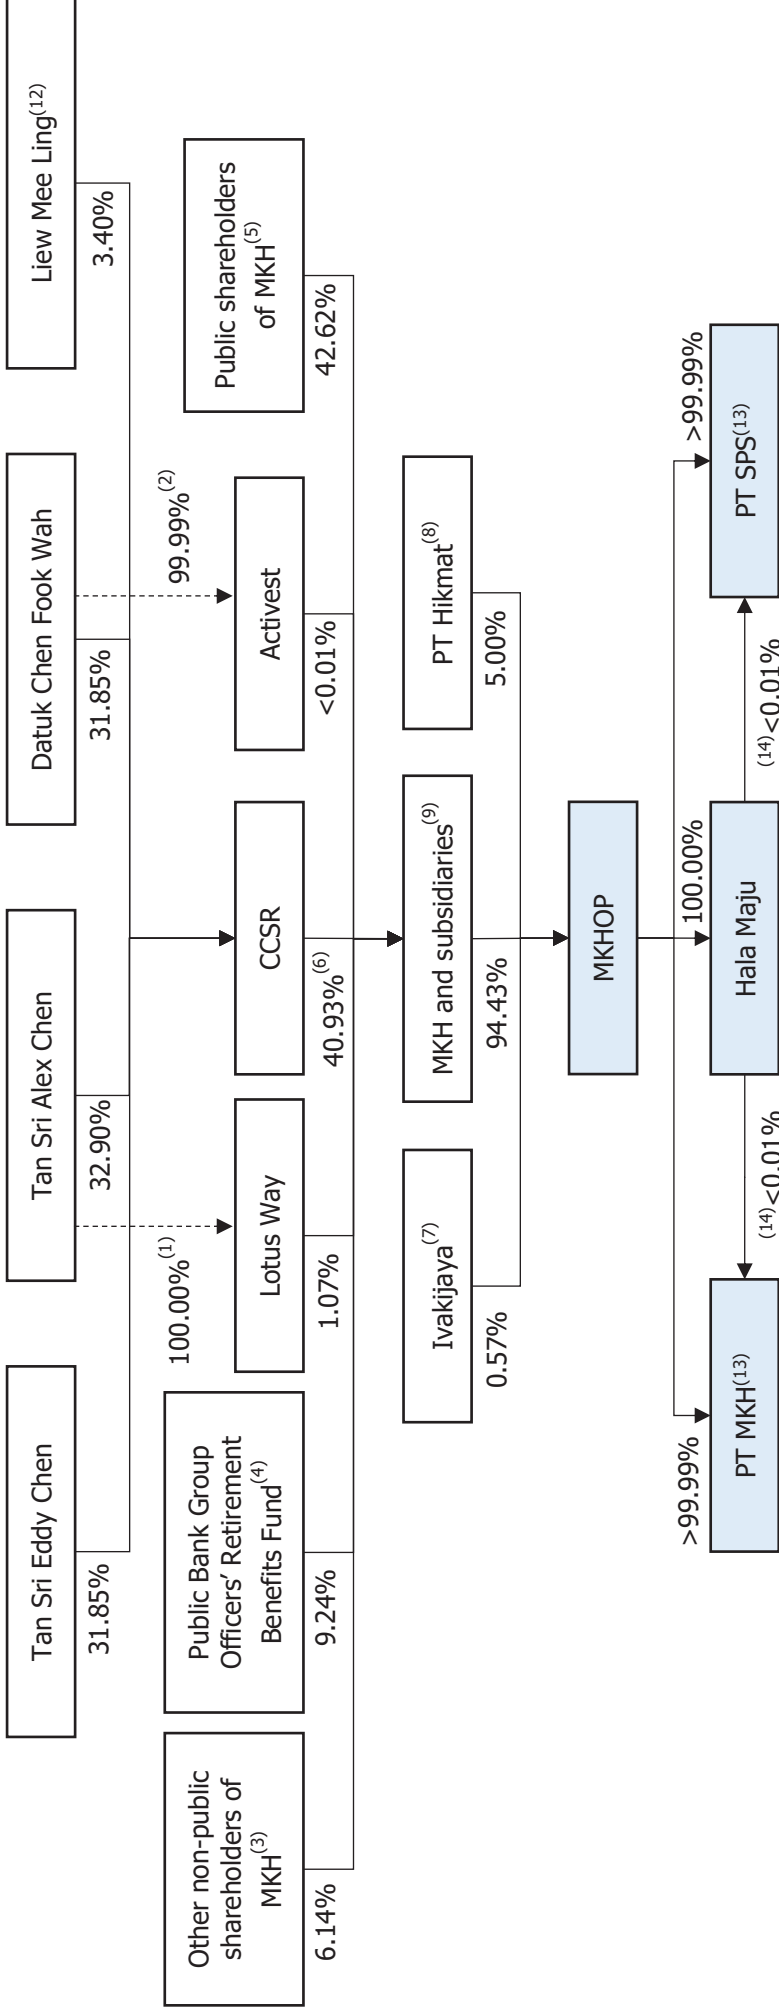 Tan Sri Eddy Chen
Tan Sri Alex Chen
Datuk Chen Fook Wah
Liew Mee Ling(12)
31.85%
32.90%
31.85%
3.40%
100.00%(1)
99.99%(2)
Other non-public
shareholders of
MKH(3)
Public Bank Group
Officers’ Retirement
Benefits Fund(4)
Lotus Way
CCSR
Activest
Public shareholders
of MKH(5)
6.14%
9.24%
1.07%
40.93%(6)
<0.01%
42.62%
Ivakijaya(7)
MKH and subsidiaries(9)
PT Hikmat(8)
0.57%
94.43%
5.00%
MKHOP
>99.99%
100.00%
>99.99%
PT MKH(13)
Hala Maju
PT SPS(13)
(14)<0.01%
(14)<0.01%